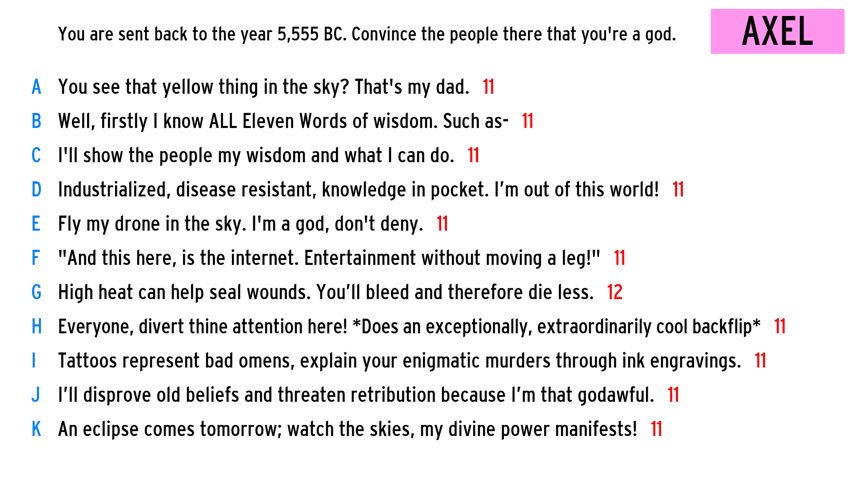 You are sent back to the year 5,555 BC. Convince the people there that you're a god.
AXEL
A You see that yellow thing in the sky? That's my dad. 11
B Well, firstly I know ALL Eleven Words of wisdom. Such as- 11
C I'll show the people my wisdom and what I can do. 11
D Industrialized, disease resistant, knowledge in pocket. I’m out of this world! 11
E Fly my drone in the sky. I'm a god, don't deny. 11
F "And this here, is the internet. Entertainment without moving a leg!" 11
G High heat can help seal wounds. You’ll bleed and therefore die less. 12
H Everyone, divert thine attention here! *Does an exceptionally, extraordinarily cool backflip* 11
I Tattoos represent bad omens, explain your enigmatic murders through ink engravings. 11
J I’ll disprove old beliefs and threaten retribution because I’m that godawful. 11
K An eclipse comes tomorrow; watch the skies, my divine power manifests! 11